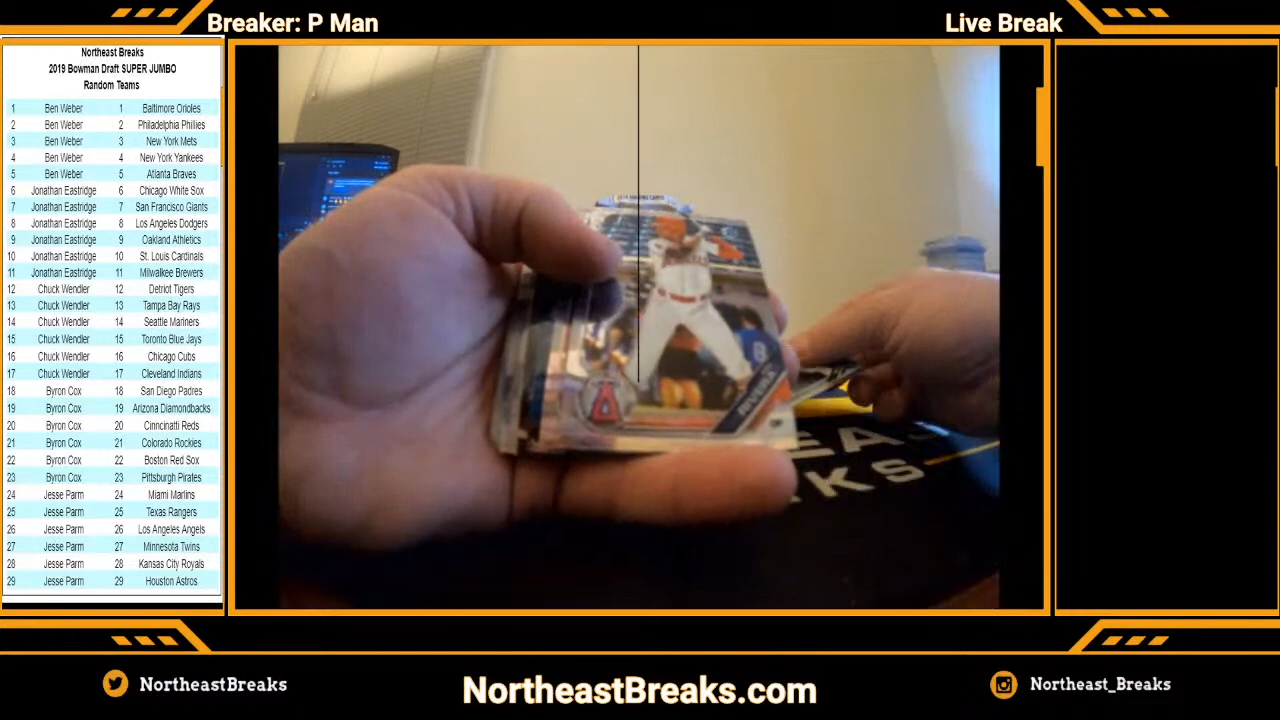 Breaker: P Man
Live Break
Northeast Breaks
2019 Bowman Draft SUPER JUMBO
Random Teams
1 Ben Weber 1 Baltimore Orioles
2 Ben Weber 2 Philadelphia Phillies
3 Ben Weber 3 New York Mets
4 Ben Weber 4 New York Yankees
5 Ben Weber 5 Atlanta Braves
6 Jonathan Eastridge 6 Chicago White Sox
7 Jonathan Eastridge 7 San Francisco Giants
8 Jonathan Eastridge 8 Los Angeles Dodgers
9 Jonathan Eastridge 9 Oakland Athletics
10 Jonathan Eastridge 10 St. Louis Cardinals
11 Jonathan Eastridge 11 Milwalkee Brewers
12 Chuck Wendler 12 Detriot Tigers
13 Chuck Wendler 13 Tampa Bay Rays
14 Chuck Wendler 14 Seattle Mariners
15 Chuck Wendler 15 Toronto Blue Jays
16 Chuck Wendler 16 Chicago Cubs
17 Chuck Wendler 17 Cleveland Indians
18 Byron Cox 18 San Diego Padres
19 Byron Cox 19 Arizona Diamondbacks
20 Byron Cox 20 Cinncinatti Reds
21 Byron Cox 21 Colorado Rockies
22 Byron Cox 22 Boston Red Sox
23 Byron Cox 23 Pittsburgh Pirates
24 Jesse Parm 24 Miami Marlins
25 Jesse Parm 25 Texas Rangers
26 Jesse Parm 26 Los Angeles Angels
27 Jesse Parm 27 Minnesota Twins
28 Jesse Parm 28 Kansas City Royals
29 Jesse Parm 29 Houston Astros
NortheastBreaks
NortheastBreaks.com
Northeast_Breaks